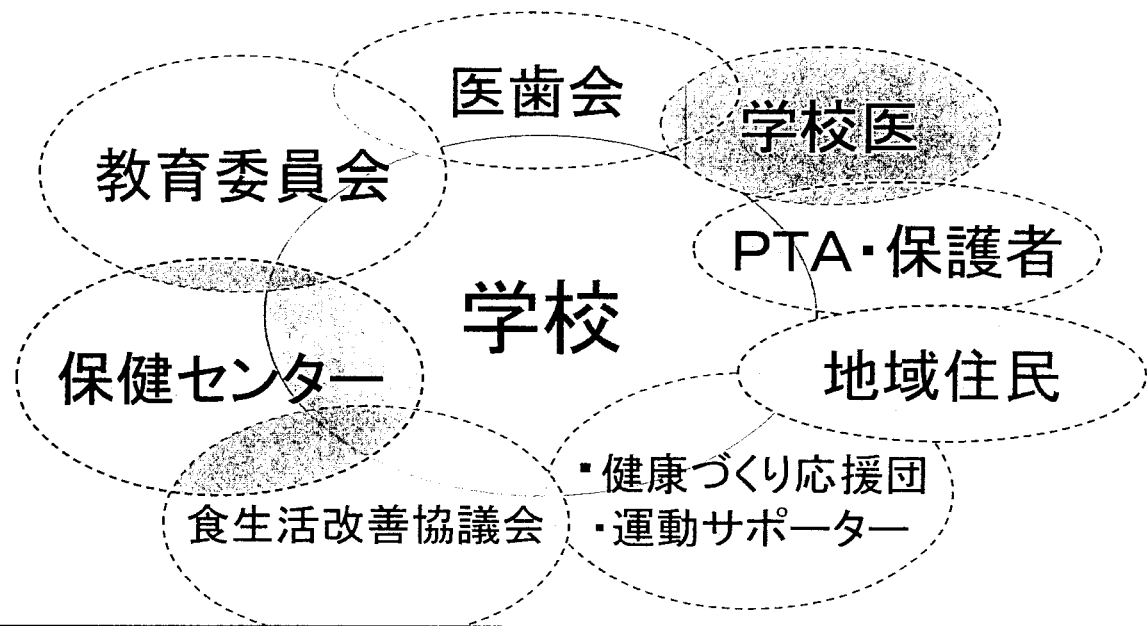 医歯会
学校医
教育委員会
PTA・保護者
学校
保健センター
地域住民
・健康づくり応援団
・運動サポーター
食生活改善協議会